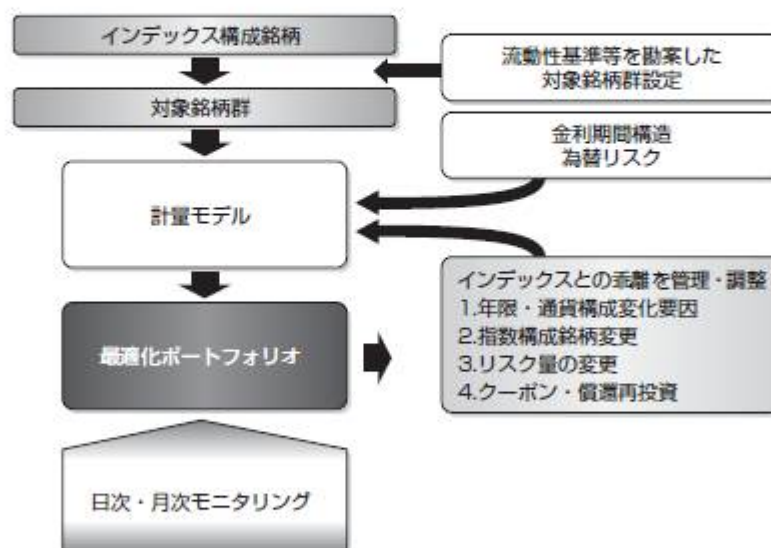 インデックス構成銘柄
流動性基準等を勘案した
対象銘柄群設定
対象銘柄群
金利期間構造
為替リスク
計量モデル
インデックスとの乖離を管理・調整
1.年限・通貨構成変化要因
2.指数構成銘柄変更
3.リスク量の変更
4.クーポン・償還再投資
最適化ポートフォリオ
日次・月次モニタリング